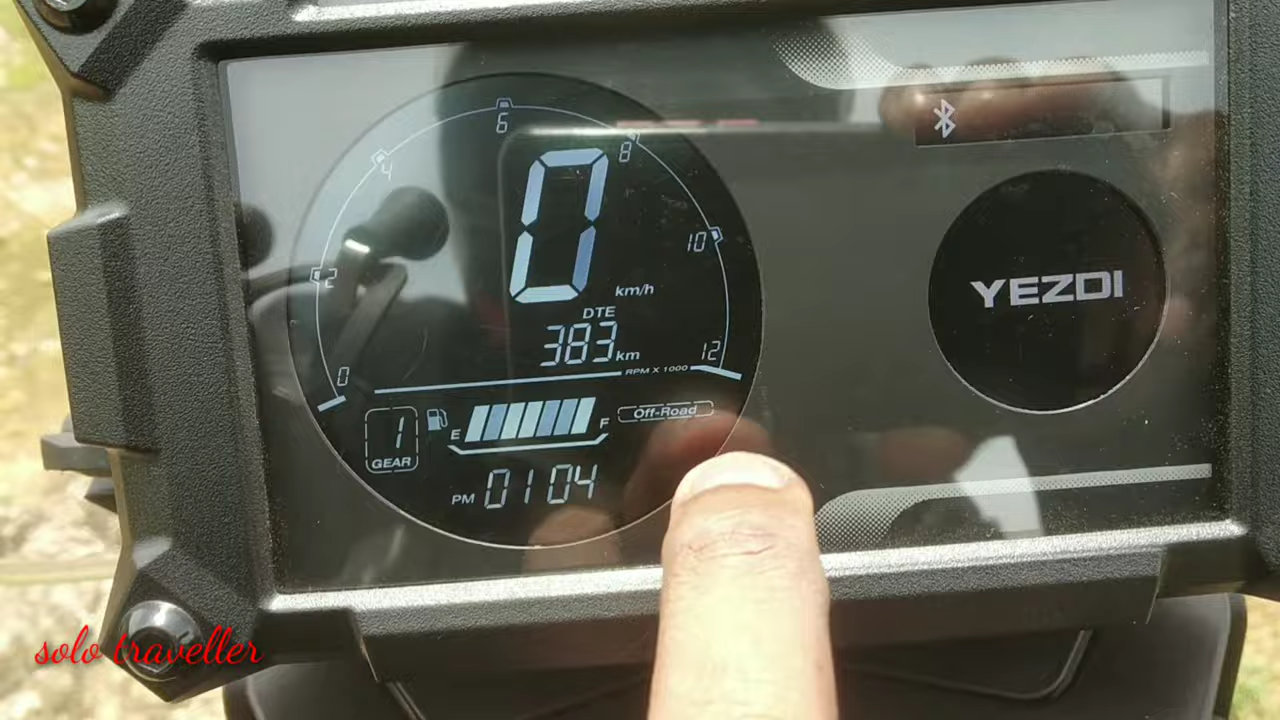 6
4
8
0
2
10
km/h
DTE
383 km
0
12
RPM X 1000
1
GEAR
E
F
Off-Road
PM 01 04
YEZDI
solo traveller